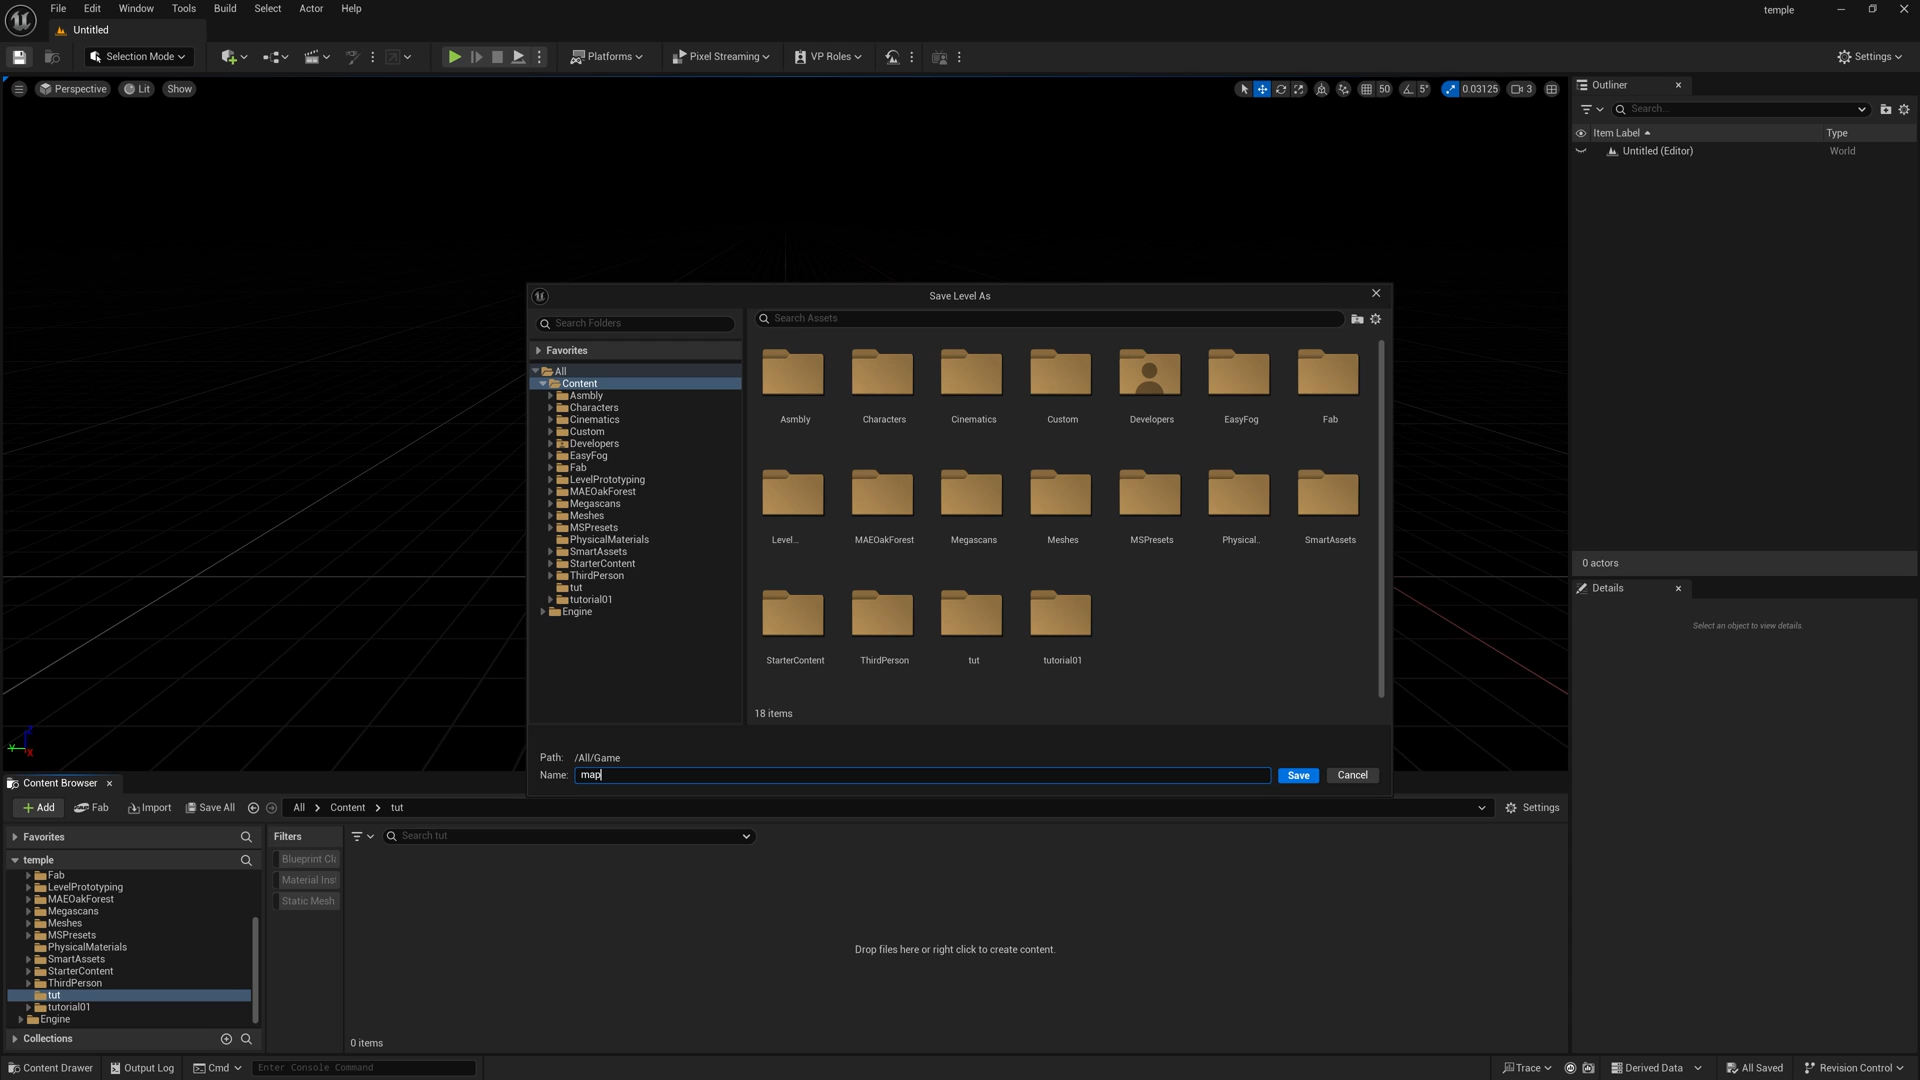 File Edit Window Tools Build Select Actor Help
temple
Untitled
Selection Mode
Platforms
Pixel Streaming
VP Roles
Settings
Perspective Lit Show
50 5° 0.03125 3
Outliner
Search...
Item Label Type
Untitled (Editor) World
0 actors
Details
Select an object to view details.
Save Level As
Search Folders
Favorites
All
Content
Asmbly
Characters
Cinematics
Custom
Developers
EasyFog
Fab
LevelPrototyping
MAEOakForest
Megascans
Meshes
MSPresets
PhysicalMaterials
SmartAssets
StarterContent
ThirdPerson
tut
tutorial01
Engine
Search Assets
Asmbly Characters Cinematics Custom Developers EasyFog Fab
Level... MAEOakForest Megascans Meshes MSPresets Physical.. SmartAssets
StarterContent ThirdPerson tut tutorial01
18 items
Path: /All/Game
Name: map
Save Cancel
Y X
Content Browser
Add Fab Import Save All All Content tut Settings
Favorites
temple
Fab
LevelPrototyping
MAEOakForest
Megascans
Meshes
MSPresets
PhysicalMaterials
SmartAssets
StarterContent
ThirdPerson
tut
tutorial01
Engine
Collections
Filters
Blueprint Cla
Material Ins
Static Mesh
Search tut
Drop files here or right click to create content.
0 items
Content Drawer Output Log Cmd Enter Console Command
Trace Derived Data All Saved Revision Control